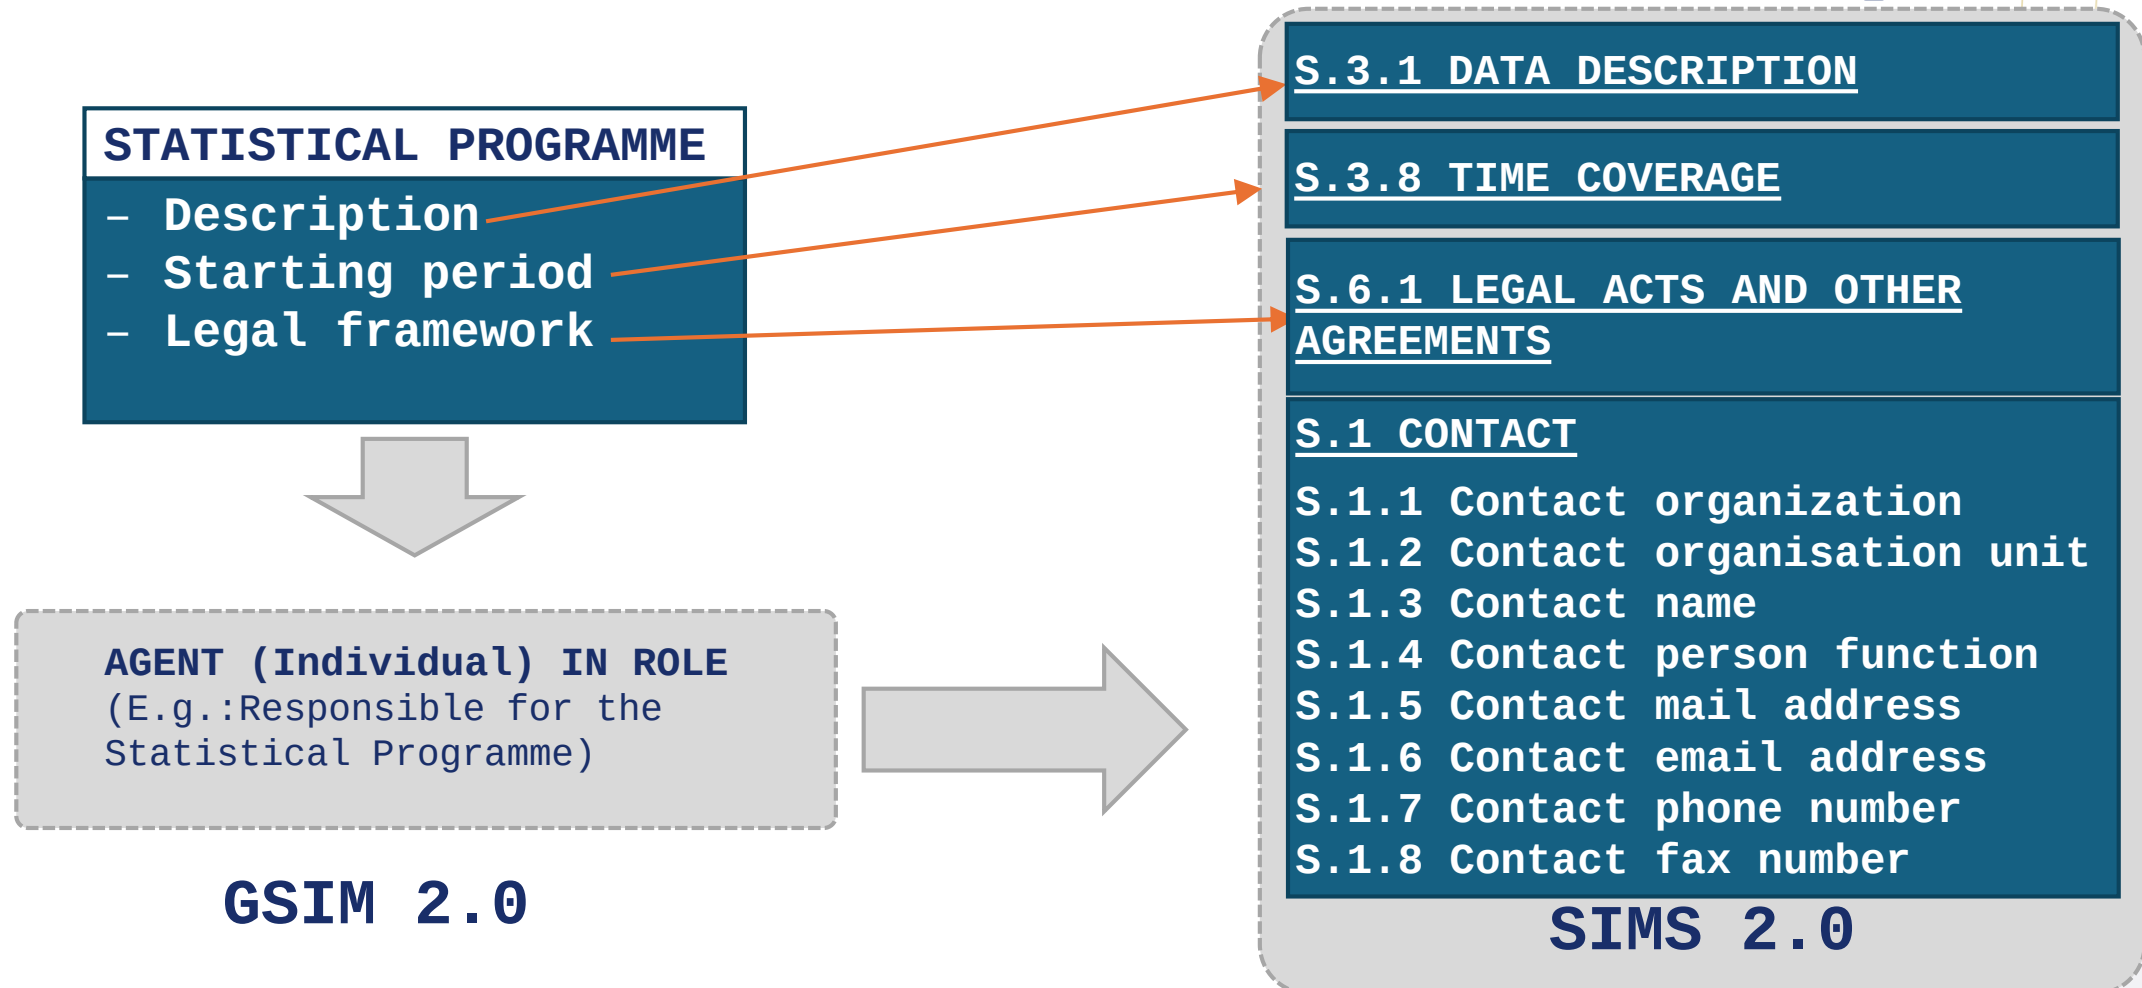 STATISTICAL PROGRAMME
– Description
– Starting period
– Legal framework
AGENT (Individual) IN ROLE
(E.g.:Responsible for the
Statistical Programme)
GSIM 2.0
S.3.1 DATA DESCRIPTION
S.3.8 TIME COVERAGE
S.6.1 LEGAL ACTS AND OTHER
AGREEMENTS
S.1 CONTACT
S.1.1 Contact organization
S.1.2 Contact organisation unit
S.1.3 Contact name
S.1.4 Contact person function
S.1.5 Contact mail address
S.1.6 Contact email address
S.1.7 Contact phone number
S.1.8 Contact fax number
SIMS 2.0